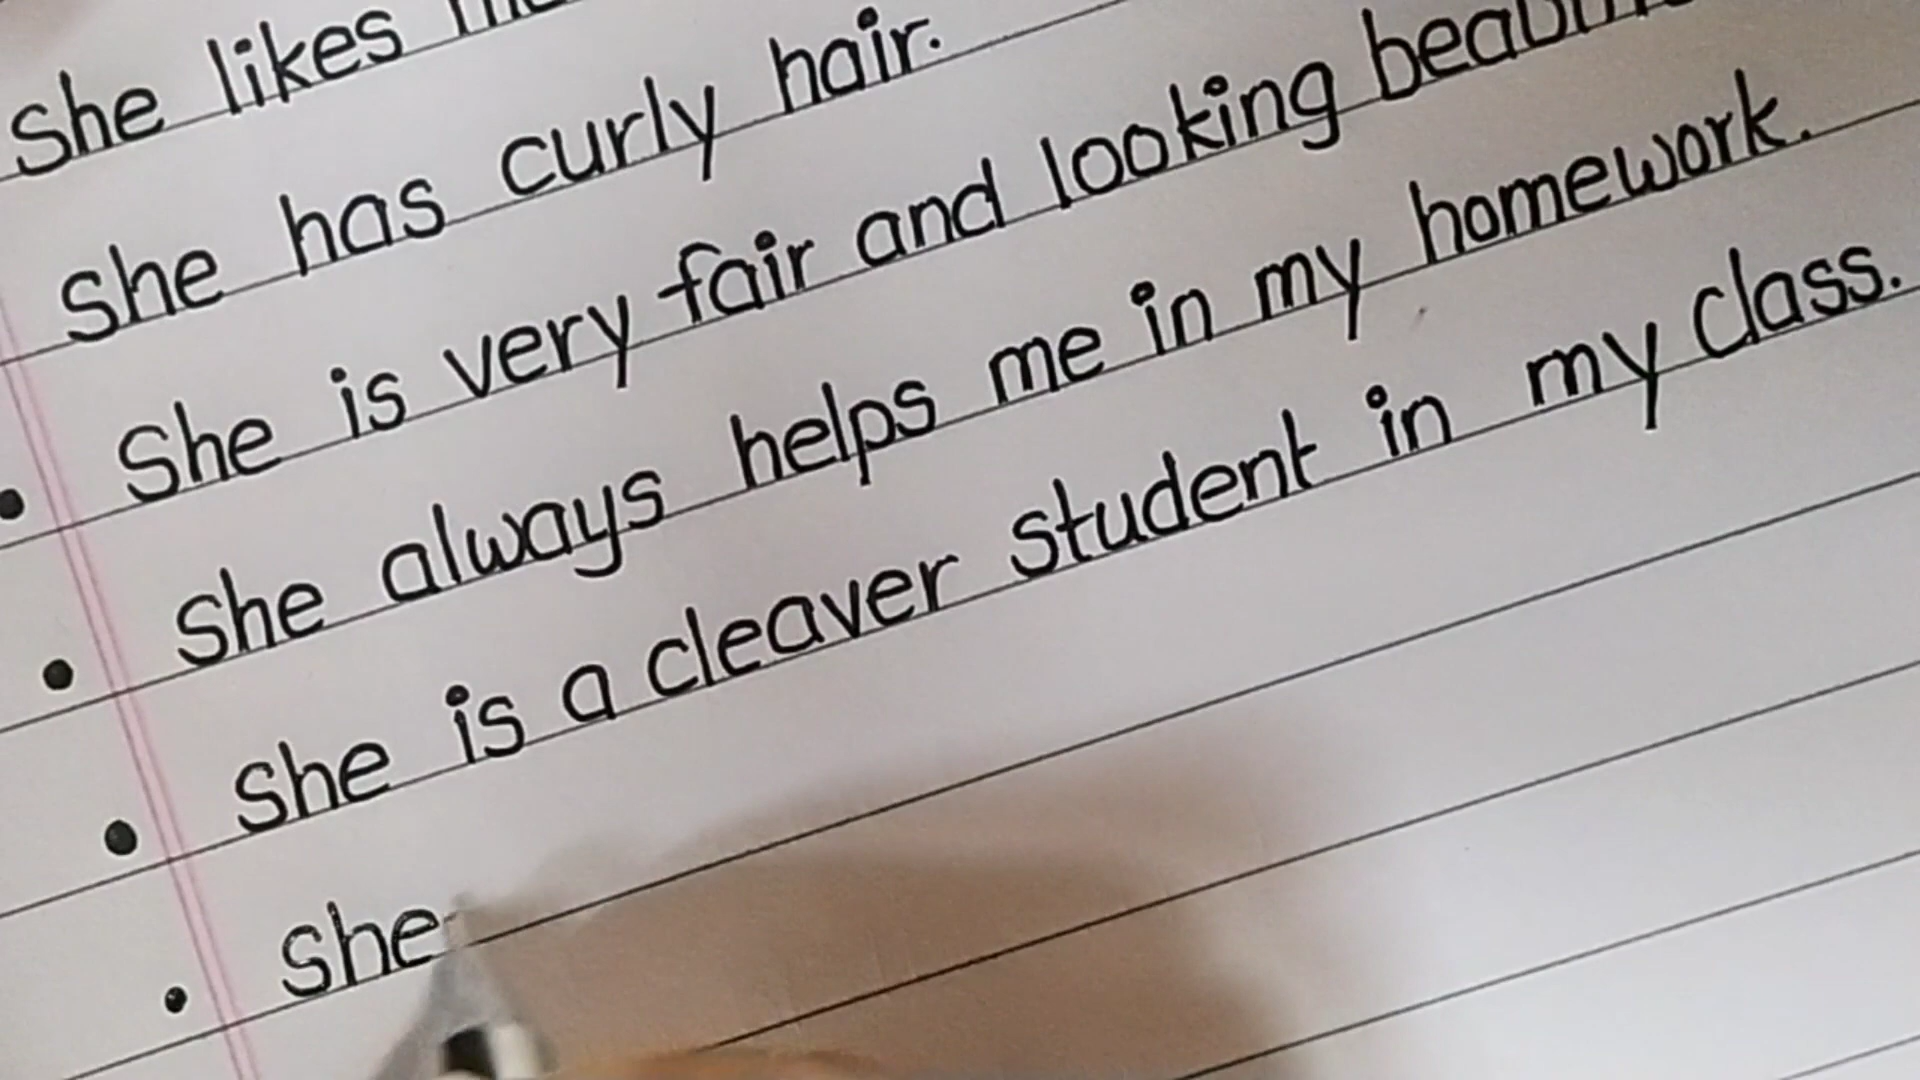 She likes
She has curly hair.
• She is very fair and looking
• She always helps me in my homework.
• She is a cleaver student in my class.
• She